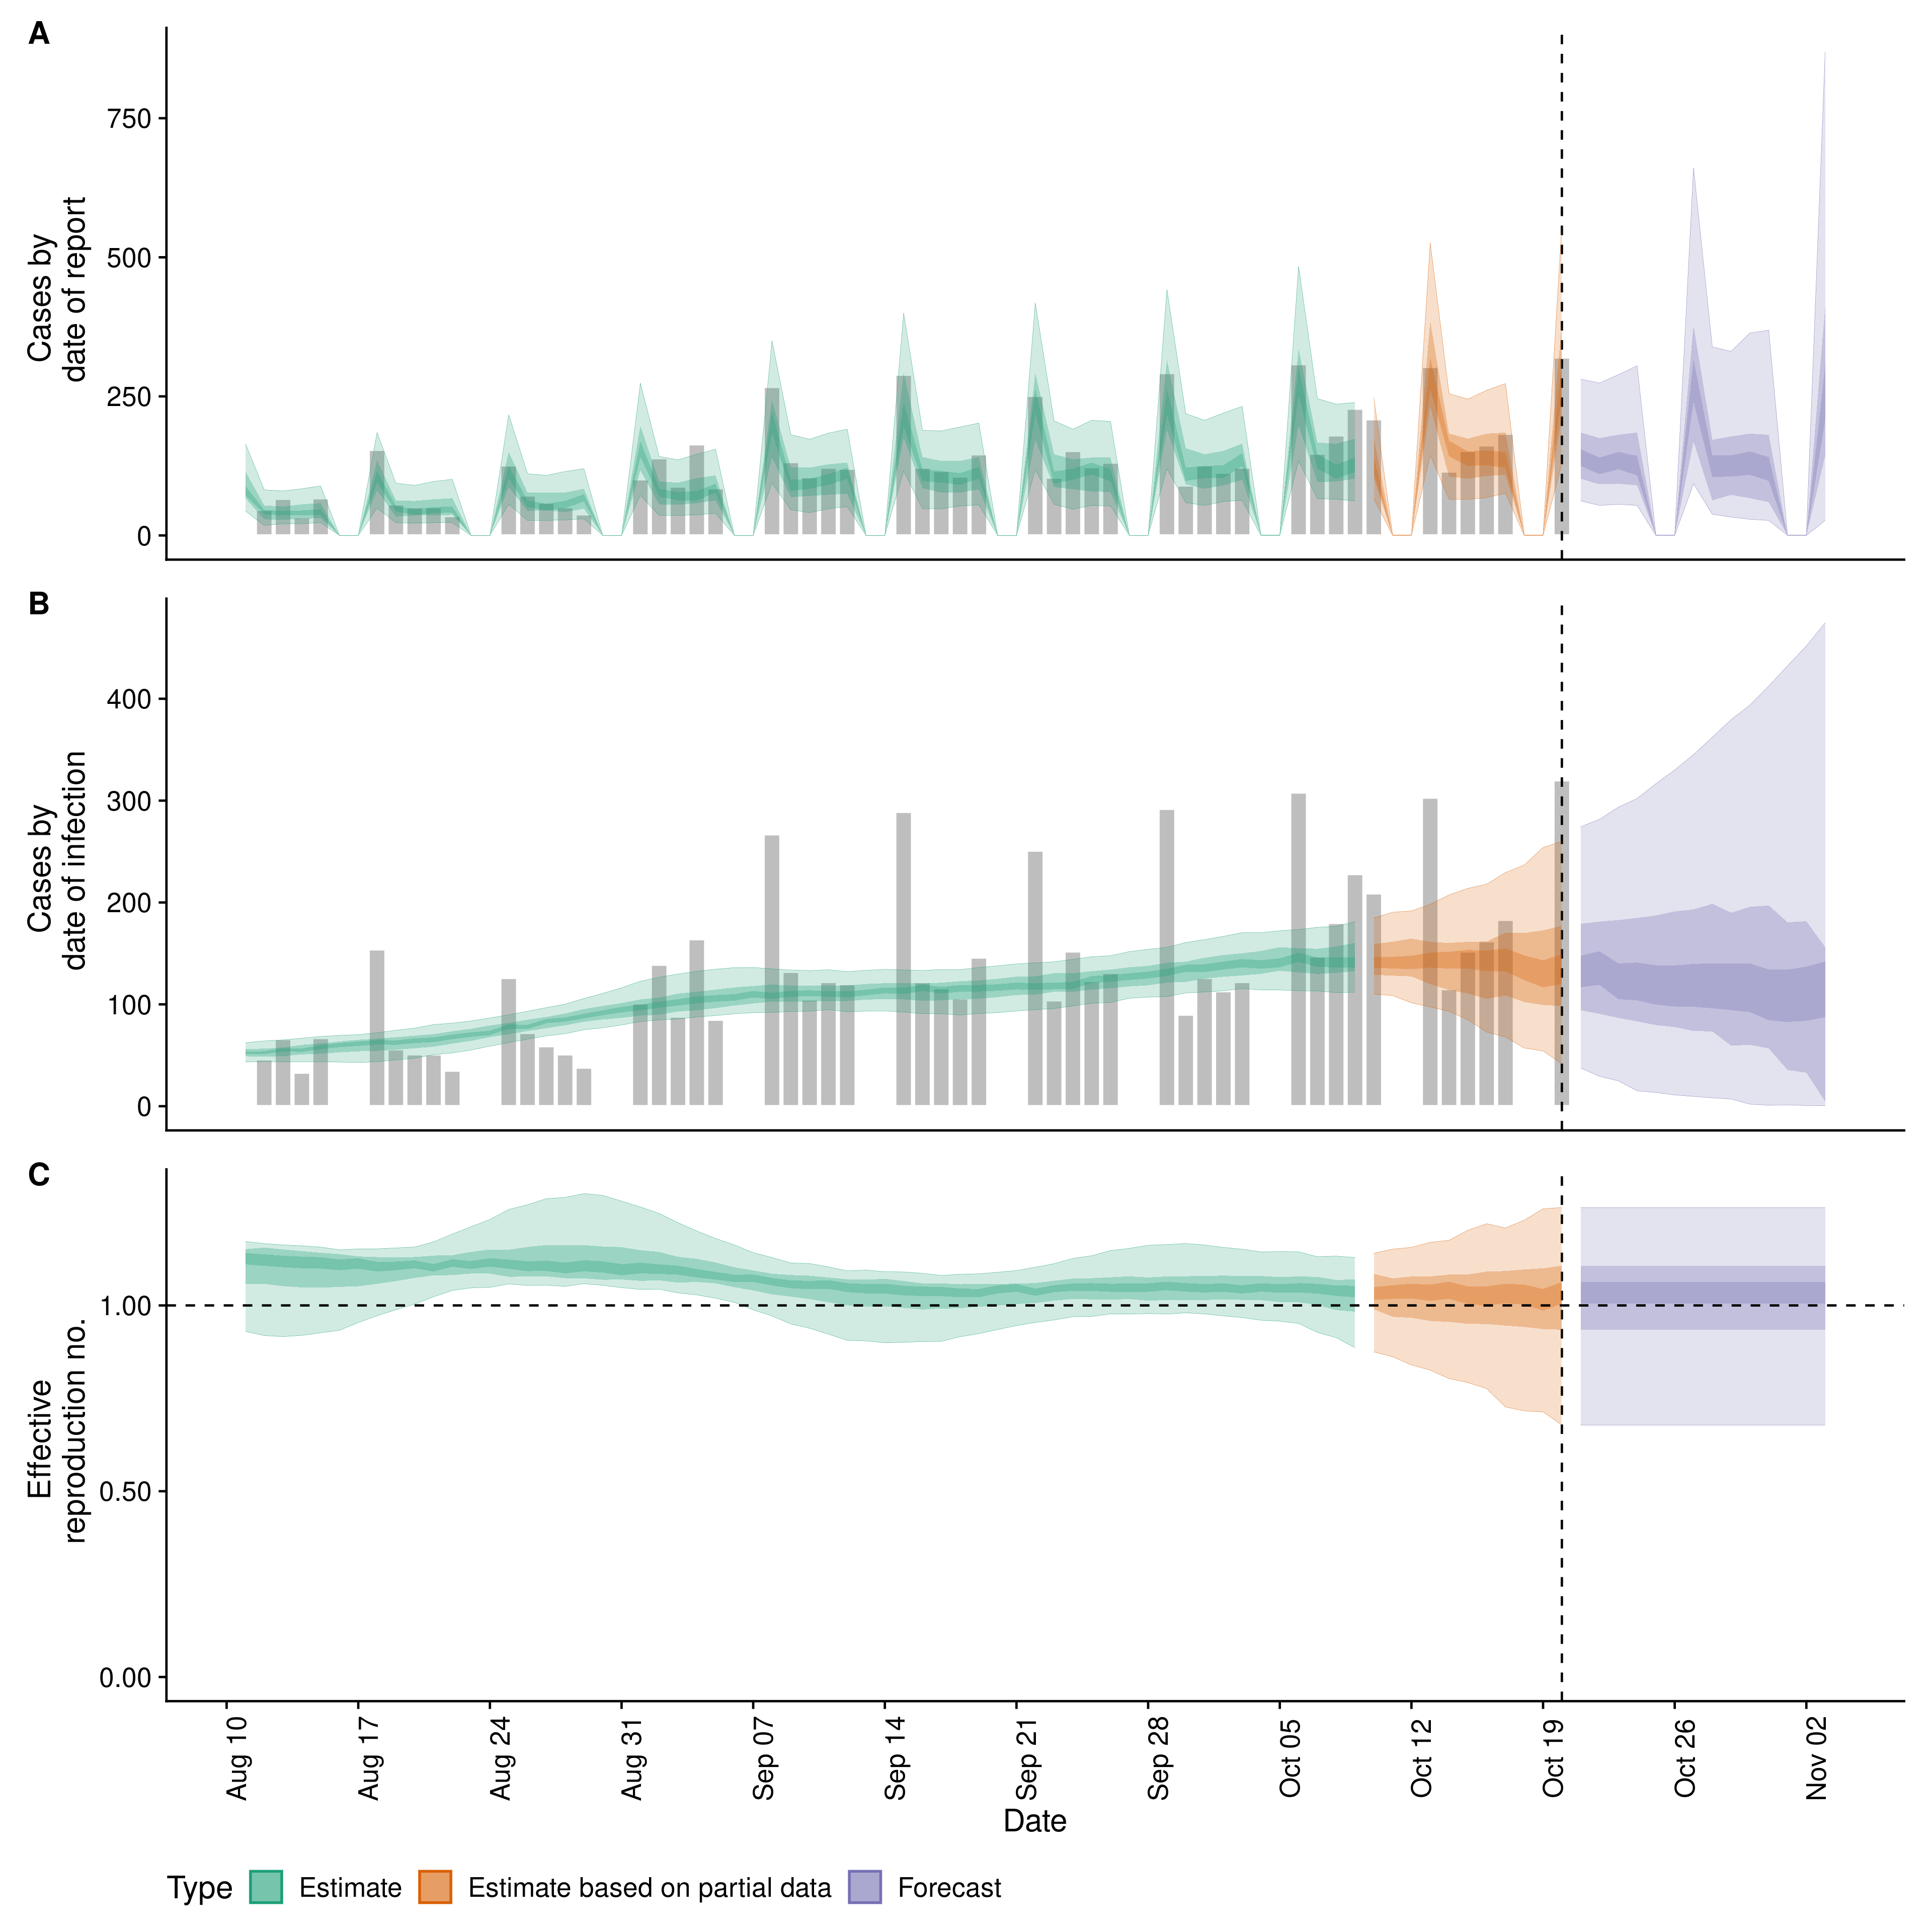 A
Cases by
date of report
750
500
250
0
B
Cases by
date of infection
400
300
200
100
0
C
Effective
reproduction no.
1.00
0.50
0.00
Aug 10
Aug 17
Aug 24
Aug 31
Sep 07
Sep 14
Sep 21
Sep 28
Oct 05
Oct 12
Oct 19
Oct 26
Nov 02
Date
Type Estimate Estimate based on partial data Forecast